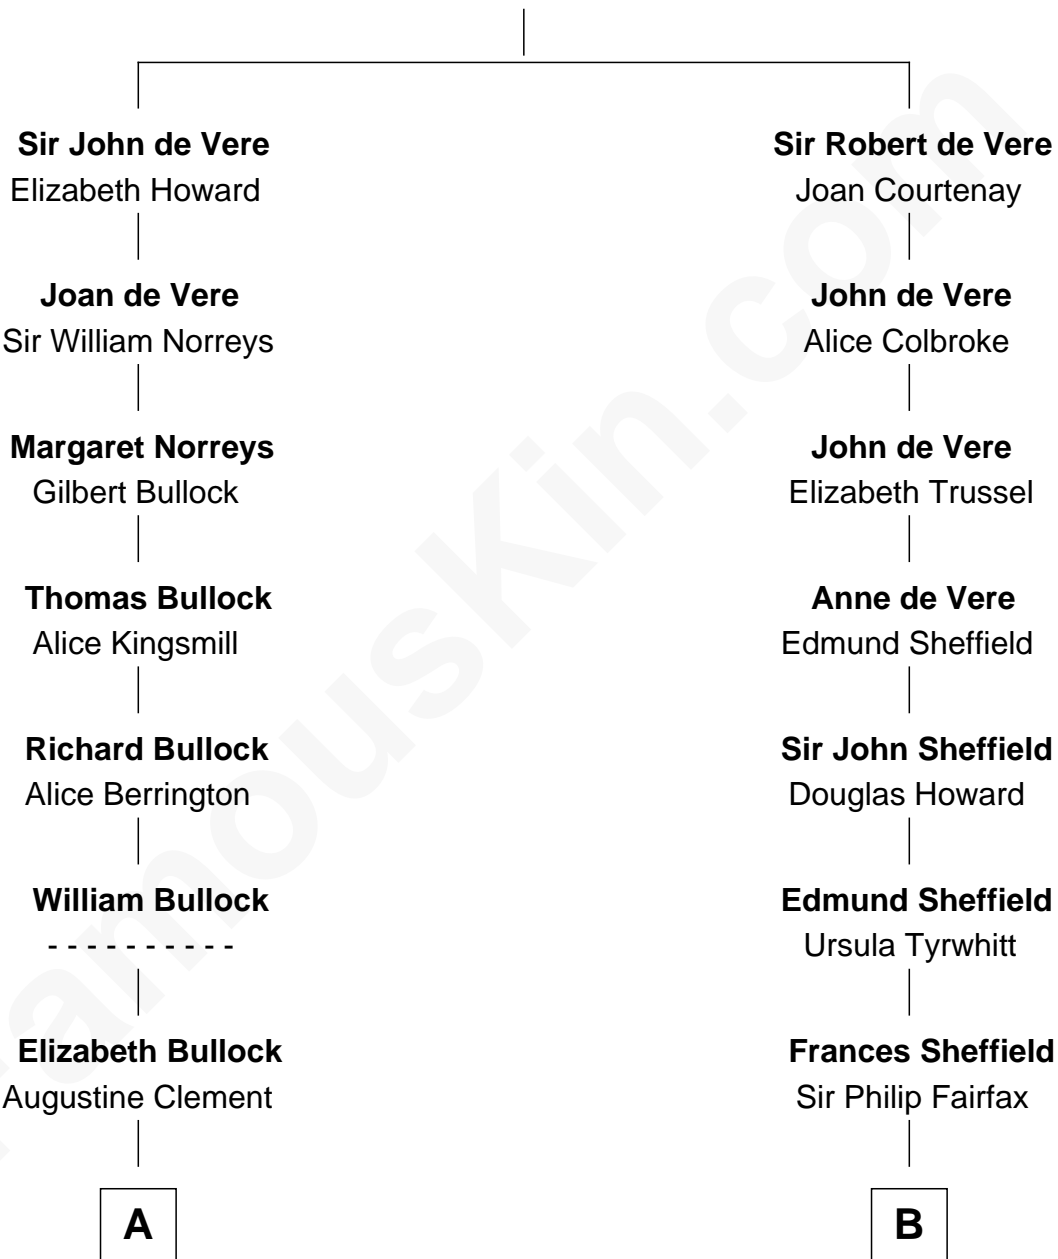 Sir John de Vere
Elizabeth Howard
Joan de Vere
Sir William Norreys
Margaret Norreys
Gilbert Bullock
Thomas Bullock
Alice Kingsmill
Richard Bullock
Alice Berrington
William Bullock
- - - - - - - - - -
Elizabeth Bullock
Augustine Clement
A
Sir Robert de Vere
Joan Courtenay
John de Vere
Alice Colbroke
John de Vere
Elizabeth Trussel
Anne de Vere
Edmund Sheffield
Sir John Sheffield
Douglas Howard
Edmund Sheffield
Ursula Tyrwhitt
Frances Sheffield
Sir Philip Fairfax
B
FamousKin.com